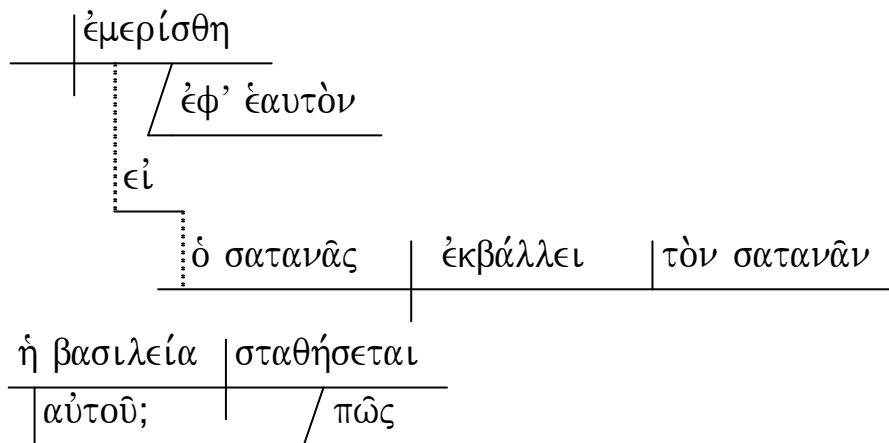 ἐμερίσθη
ἐφ’ ἑαυτὸν
εἰ
ὁ σατανᾶς ἐκβάλλει τὸν σατανᾶν
ἡ βασιλεία σταθήσεται
αὐτοῦ; πῶς